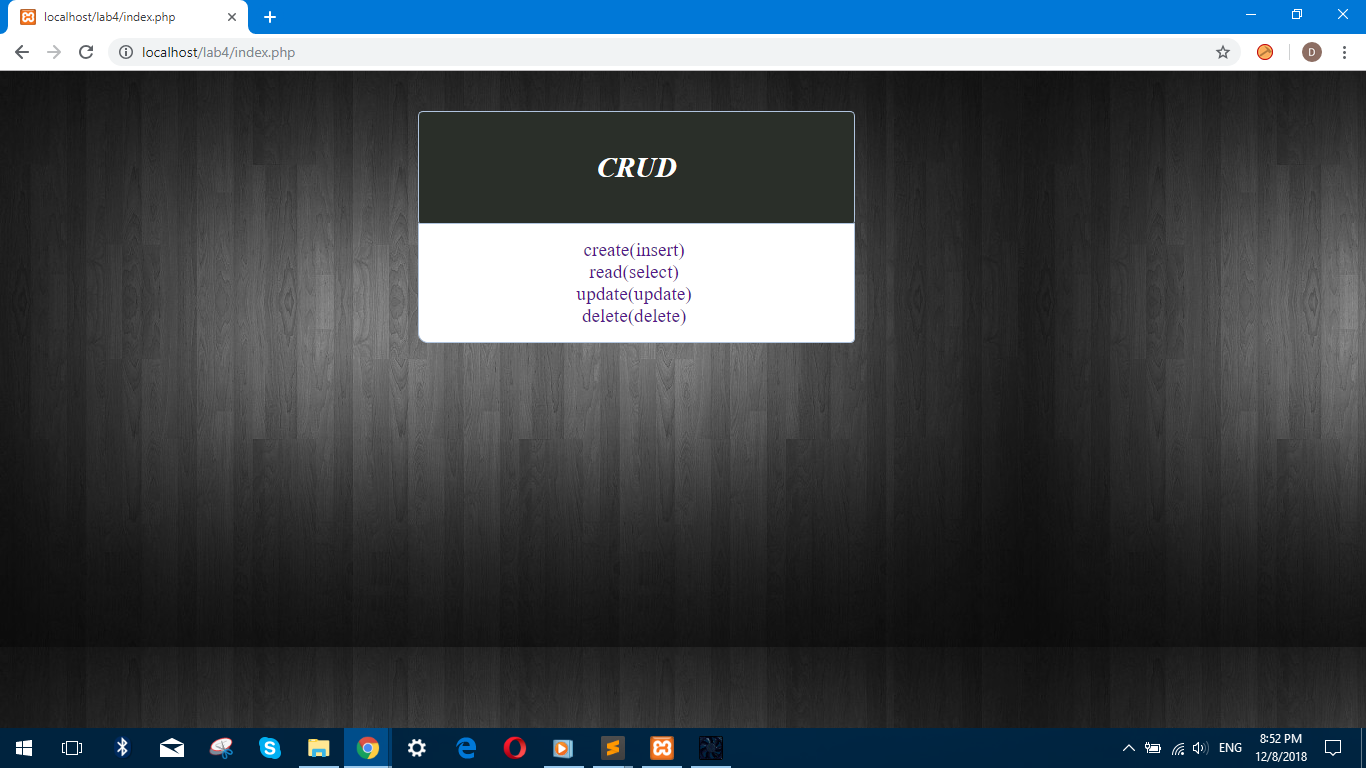 localhost/lab4/index.php
localhost/lab4/index.php
D
CRUD
create(insert)
read(select)
update(update)
delete(delete)
ENG
8:52 PM
12/8/2018